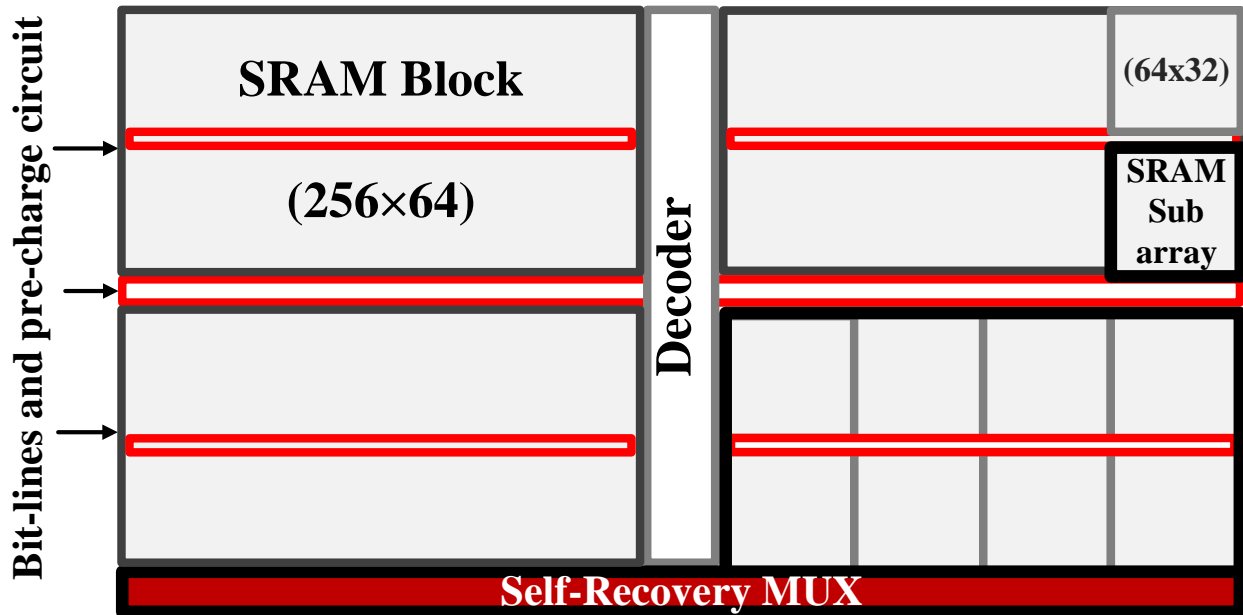 Bit-lines and pre-charge circuit
SRAM Block
(256×64)
Decoder
(64x32)
SRAM
Sub
array
Self-Recovery MUX